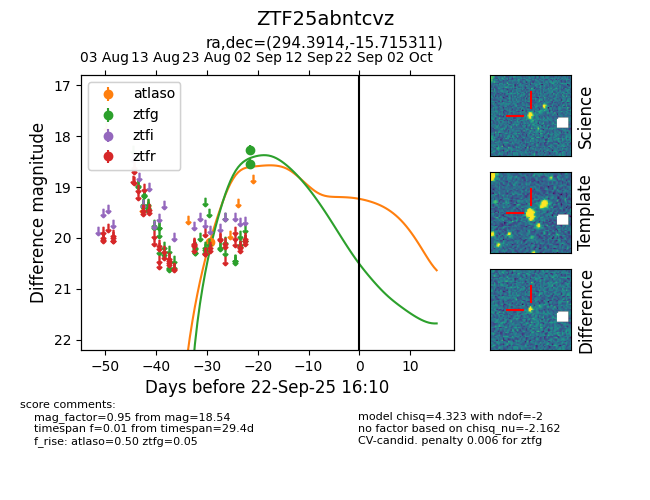 ZTF25abntcvz
ra,dec=(294.3914,-15.715311)
03 Aug 13 Aug 23 Aug 02 Sep 12 Sep 22 Sep 02 Oct
atlaso
ztfg
ztfi
ztfr
17
18
19
20
21
22
Difference magnitude
−50 −40 −30 −20 −10 0 10
Days before 22-Sep-25 16:10
Science
Template
Difference
score comments:
mag_factor=0.95 from mag=18.54
timespan f=0.01 from timespan=29.4d
f_rise: atlaso=0.50 ztfg=0.05
model chisq=4.323 with ndof=-2
no factor based on chisq_nu=-2.162
CV-candid. penalty 0.006 for ztfg